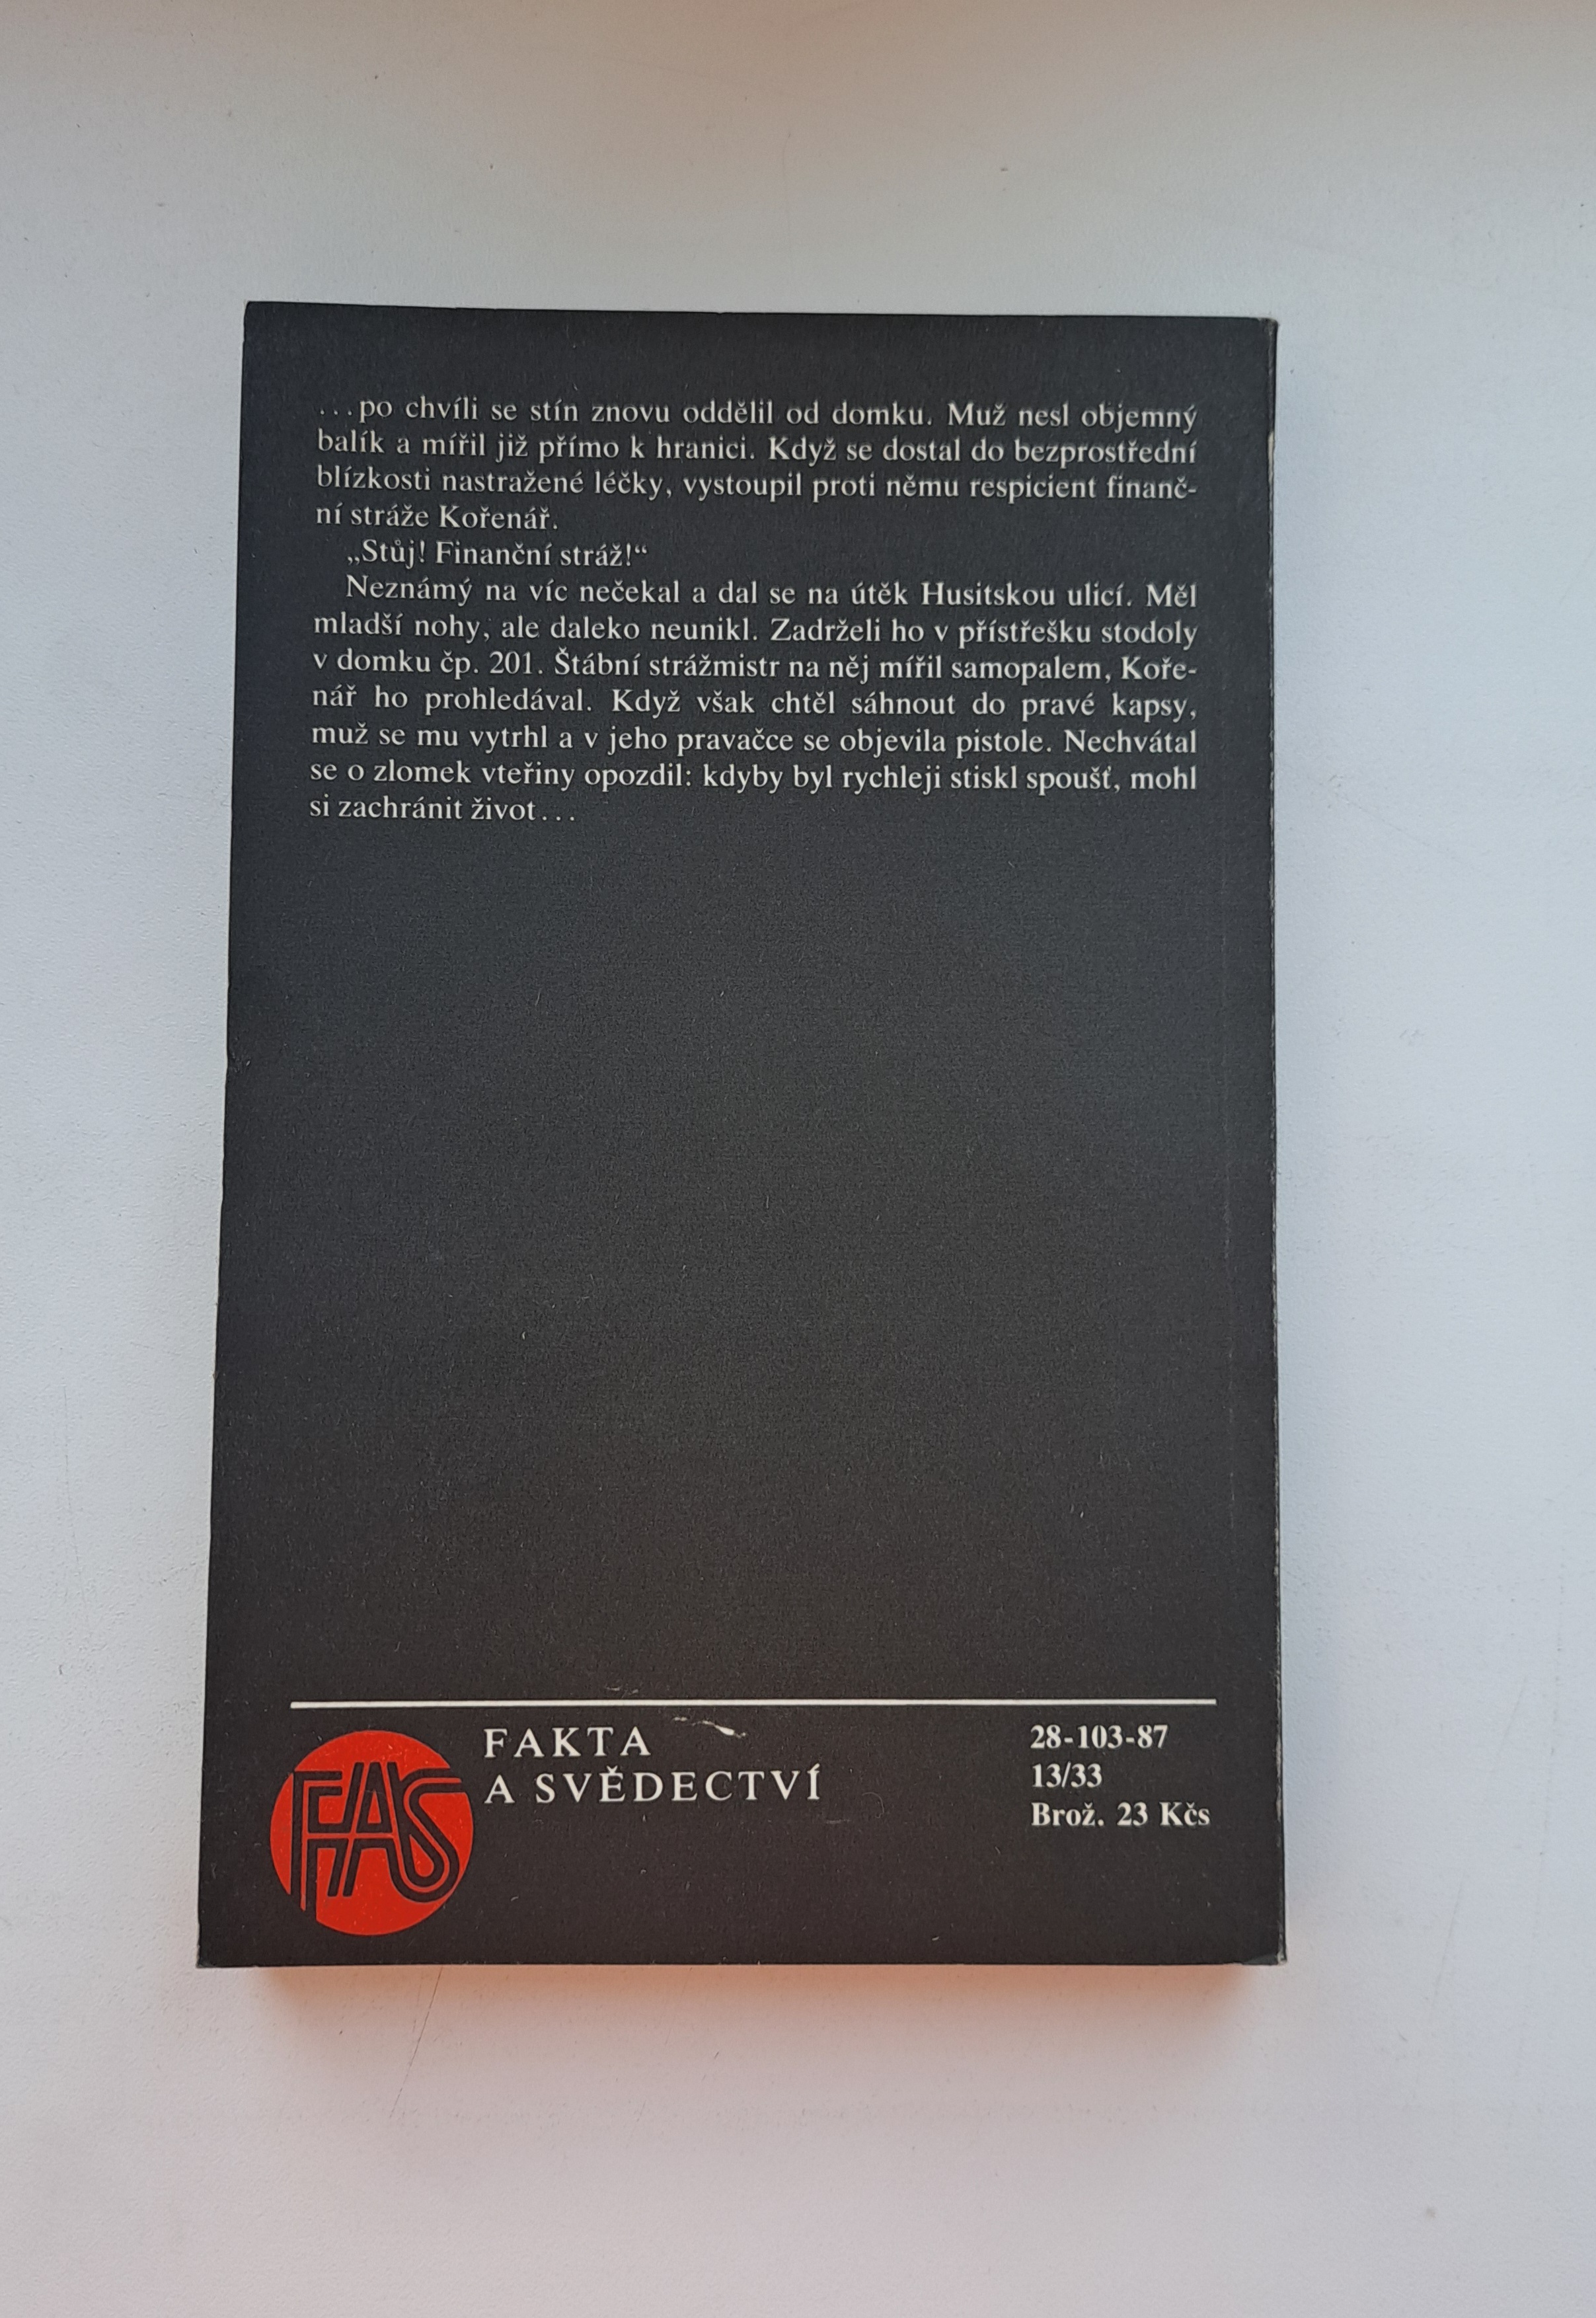 ...po chvíli se stín znovu oddělil od domku. Muž nesl objemný
balík a mířil již přímo k hranici. Když se dostal do bezprostřední
blízkosti nastražené léčky, vystoupil proti němu respicient finanč-
ní stráže Kořenář.
„Stůj! Finanční stráž!“
Neznámý na víc nečekal a dal se na útěk Husitskou ulicí. Měl
mladší nohy, ale daleko neunikl. Zadrželi ho v přístřešku stodoly
v domku čp. 201. Štábní strážmistr na něj mířil samopalem, Koře-
nář ho prohledával. Když však chtěl sáhnout do pravé kapsy,
muž se mu vytrhl a v jeho pravačce se objevila pistole. Nechvátal
se o zlomek vteřiny opozdil: kdyby byl rychleji stiskl spoušť, mohl
si zachránit život...
FAS
FAKTA
A SVĚDECTVÍ
28-103-87
13/33
Brož. 23 Kčs